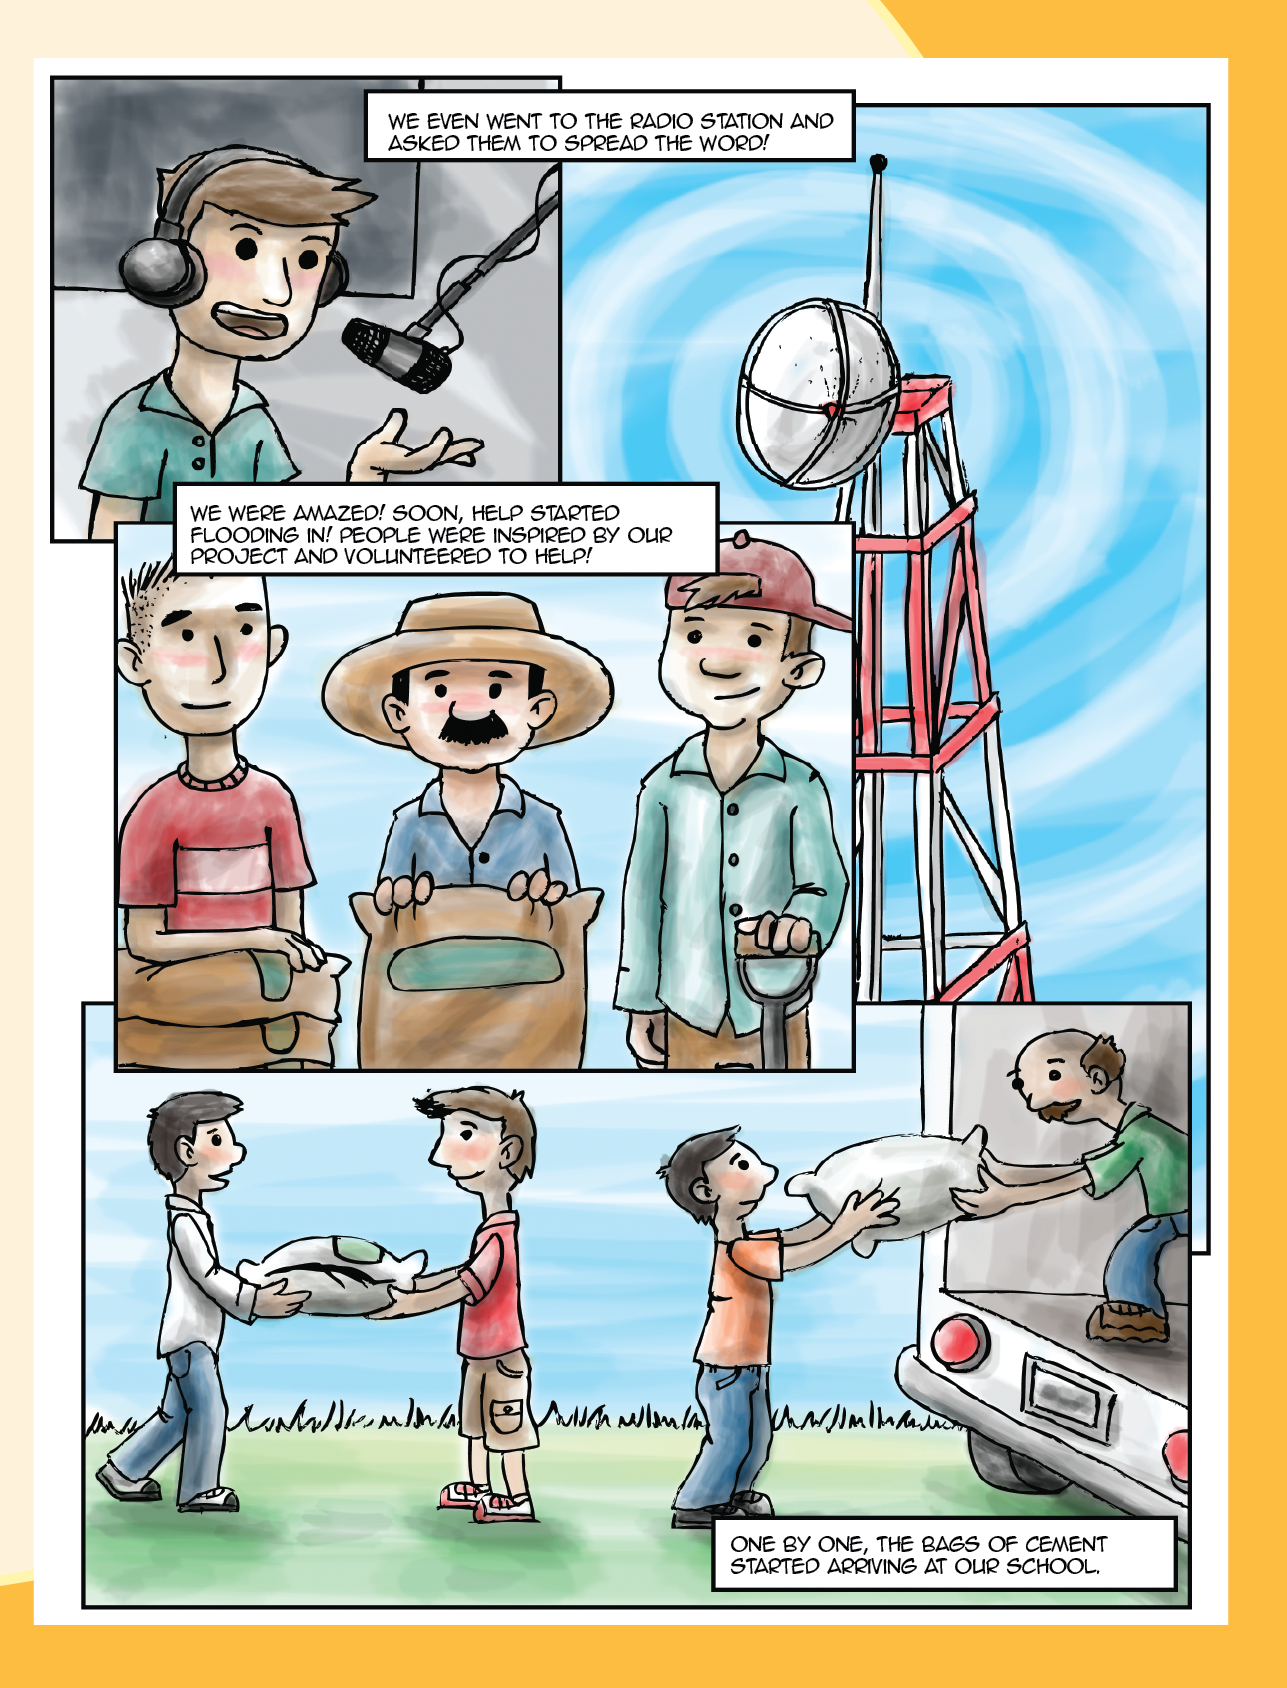 WE EVEN WENT TO THE RADIO STATION AND
ASKED THEM TO SPREAD THE WORD!
WE WERE AMAZED! SOON, HELP STARTED
FLOODING IN! PEOPLE WERE INSPIRED BY OUR
PROJECT AND VOLUNTEERED TO HELP!
ONE BY ONE, THE BAGS OF CEMENT
STARTED ARRIVING AT OUR SCHOOL.